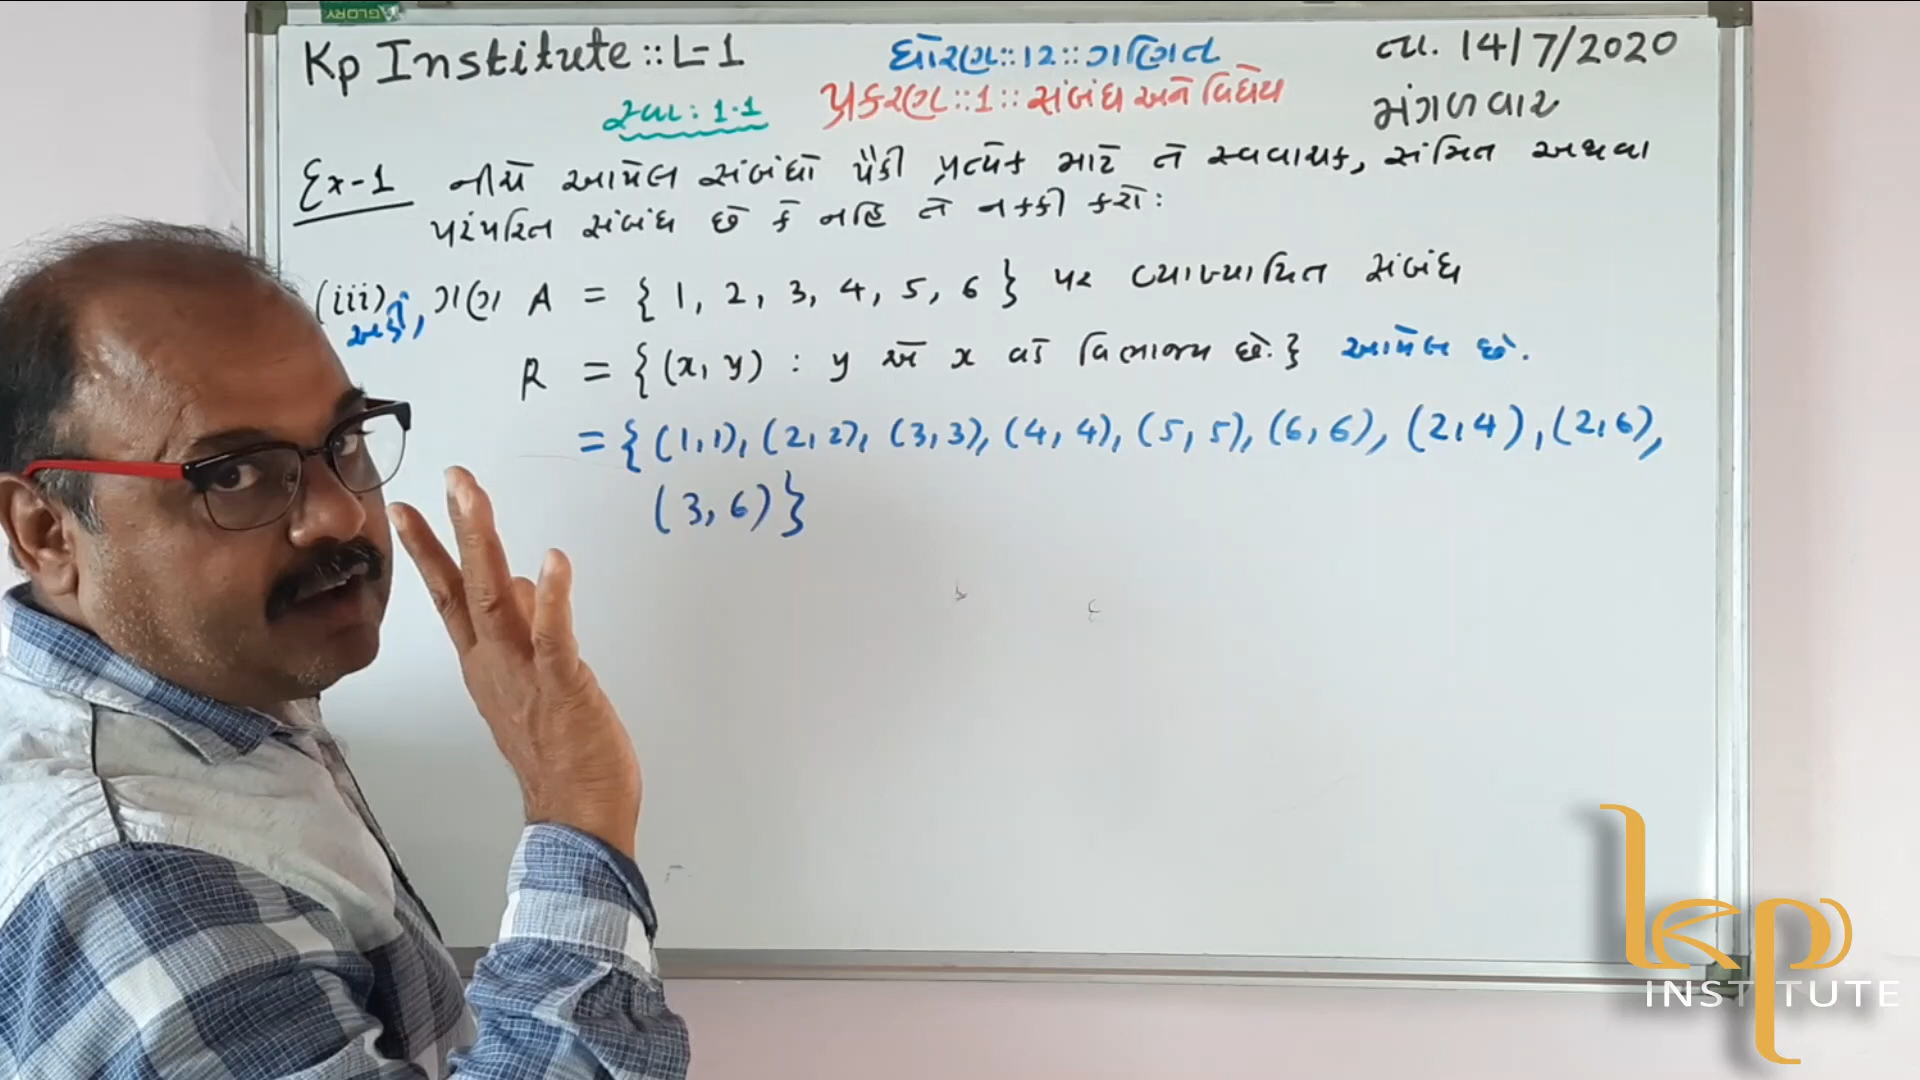 GLORY
Kp Institute :: L-1
ધોરણ :: 12 :: ગણિત
તા. 14/7/2020
સ્વા : 1.1
પ્રકરણ :: 1 :: સંબંધ અને વિધેય
મંગળવાર
Ex-1 નીચે આપેલ સંબંધો પૈકી પ્રત્યેક માટે તે સ્વવાચક, સંમિત અથવા
પરંપરિત સંબંધ છે કે નહિ તે નક્કી કરો :
(iii) ગણ A = { 1, 2, 3, 4, 5, 6 } પર વ્યાખ્યાયિત સંબંધ
અહીં,
R = { (x, y) : y એ x વડે વિભાજ્ય છે. } આપેલ છે.
= { (1,1), (2,2), (3,3), (4,4), (5,5), (6,6), (2,4), (2,6),
(3,6) }
kp
INSTITUTE